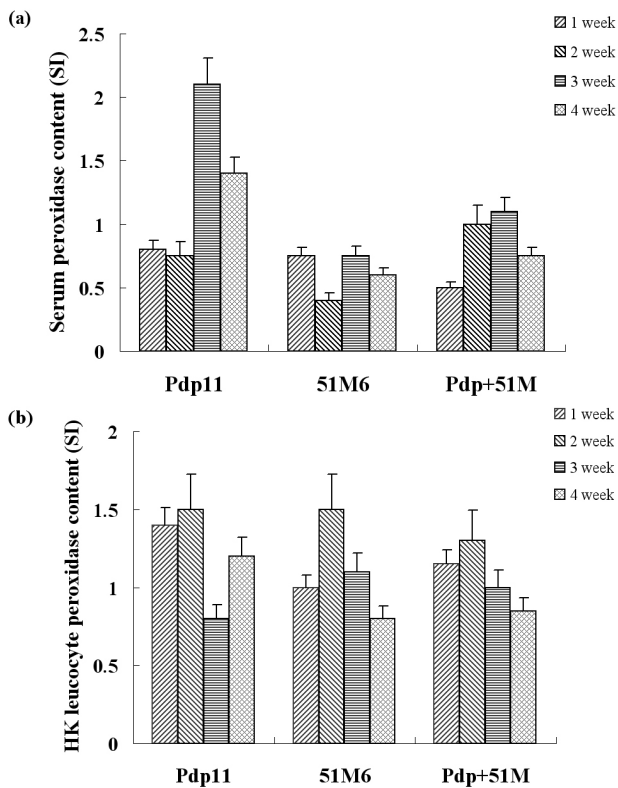 (a)
Serum peroxidase content (SI)
2.5
2
1.5
1
0.5
0
Pdp11 51M6 Pdp+51M
1 week
2 week
3 week
4 week
(b)
HK leucocyte peroxidase content (SI)
2
1.5
1
0.5
0
Pdp11 51M6 Pdp+51M
1 week
2 week
3 week
4 week